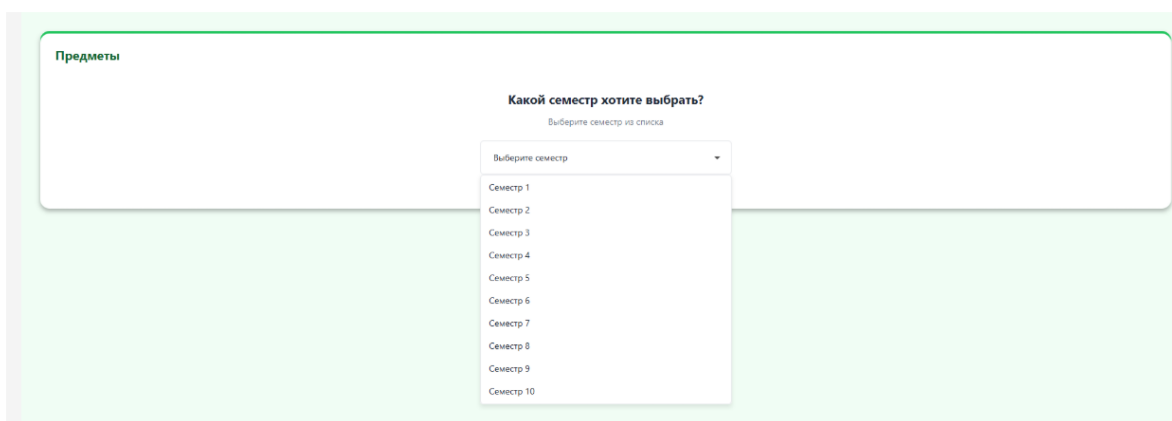 Предметы
Какой семестр хотите выбрать?
Выберите семестр из списка
Выберите семестр
Семестр 1
Семестр 2
Семестр 3
Семестр 4
Семестр 5
Семестр 6
Семестр 7
Семестр 8
Семестр 9
Семестр 10